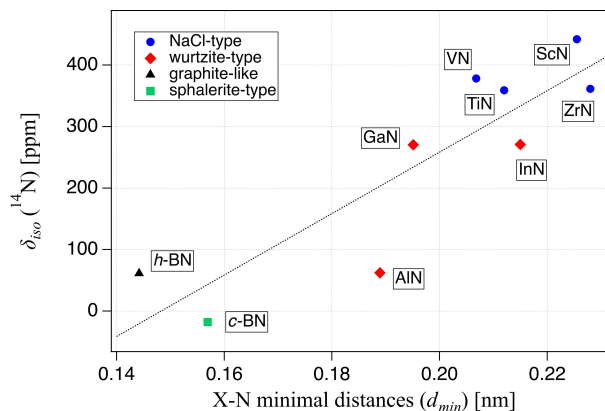 NaCl-type
wurtzite-type
graphite-like
sphalerite-type
VN
ScN
TiN
ZrN
GaN
InN
h-BN
AlN
c-BN
400
300
200
100
0
δiso (14N) [ppm]
0.14
0.16
0.18
0.20
0.22
X-N minimal distances (dmin) [nm]